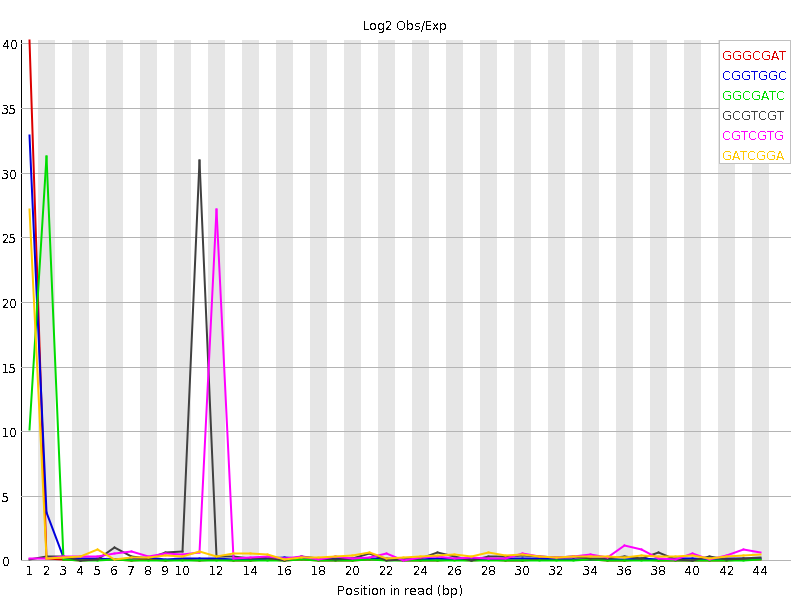 Log2 Obs/Exp
40
35
30
25
20
15
10
5
0
GGGCGAT
CGGTGGC
GGCGATC
GCGTCGT
CGTCGTG
GATCGGA
1 2 3 4 5 6 7 8 9 10 12 14 16 18 20 22 24 26 28 30 32 34 36 38 40 42 44
Position in read (bp)